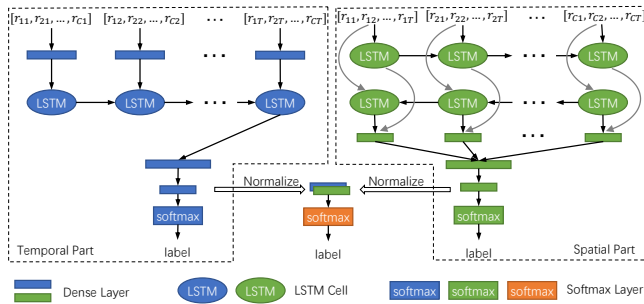 [r11, r21, …, rC1] [r12, r22, …, rC2] … [r1T, r2T, …, rCT]
[r11, r12, …, r1T] [r21, r22, …, r2T] … [rC1, rC2, …, rCT]
LSTM LSTM LSTM
LSTM LSTM … LSTM
LSTM LSTM … LSTM
…
Normalize Normalize
softmax softmax softmax
Temporal Part label label label Spatial Part
Dense Layer LSTM LSTM LSTM Cell softmax softmax softmax Softmax Layer